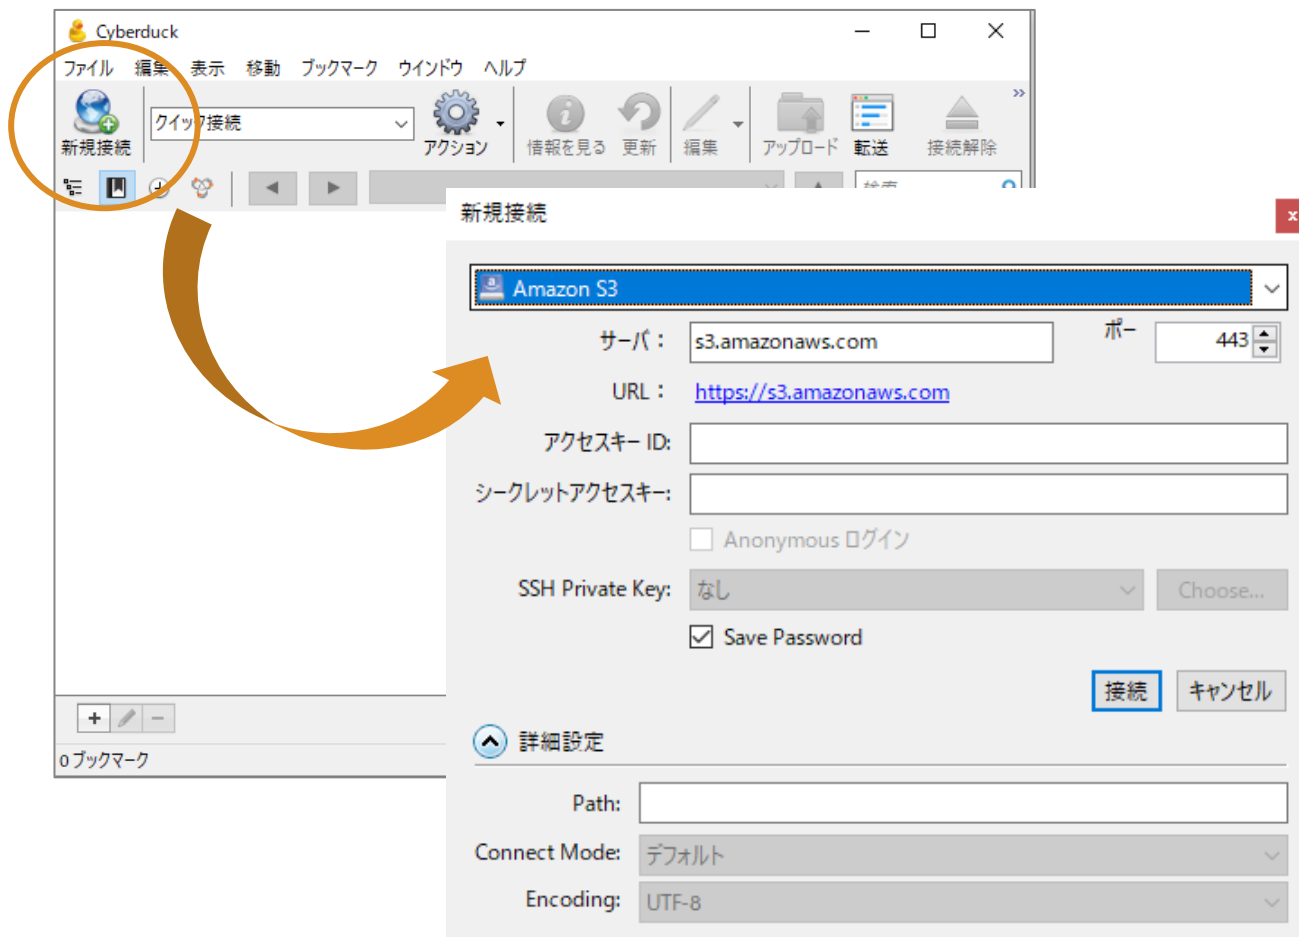 Cyberduck
ファイル 編集 表示 移動 ブックマーク ウインドウ ヘルプ
新規接続
クイック接続
アクション
情報を見る
更新
編集
アップロード
転送
接続解除
検索
新規接続
Amazon S3
サーバ：
s3.amazonaws.com
ポー
443
URL：
https://s3.amazonaws.com
アクセスキー ID:
シークレットアクセスキー:
Anonymous ログイン
SSH Private Key:
なし
Choose...
Save Password
接続
キャンセル
詳細設定
Path:
Connect Mode:
デフォルト
Encoding:
UTF-8
0 ブックマーク